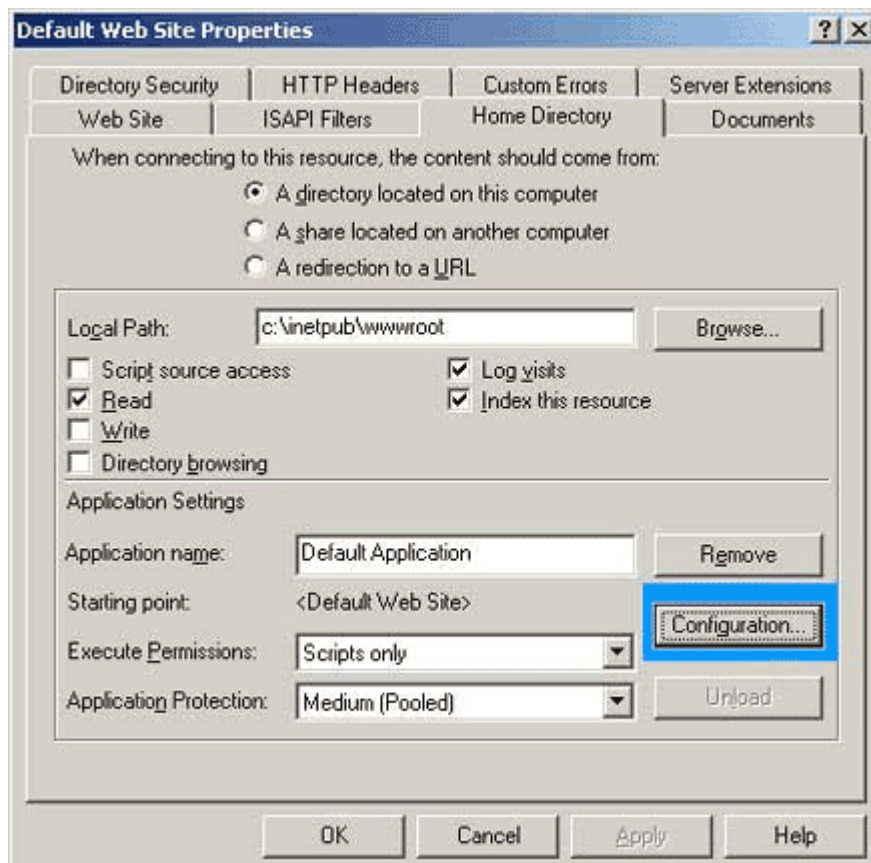 Default Web Site Properties
Directory Security HTTP Headers Custom Errors Server Extensions
Web Site ISAPI Filters Home Directory Documents
When connecting to this resource, the content should come from:
A directory located on this computer
A share located on another computer
A redirection to a URL
Local Path: c:\inetpub\wwwroot Browse...
Script source access Log visits
Read Index this resource
Write
Directory browsing
Application Settings
Application name: Default Application Remove
Starting point: <Default Web Site> Configuration...
Execute Permissions: Scripts only
Application Protection: Medium (Pooled) Unload
OK Cancel Apply Help